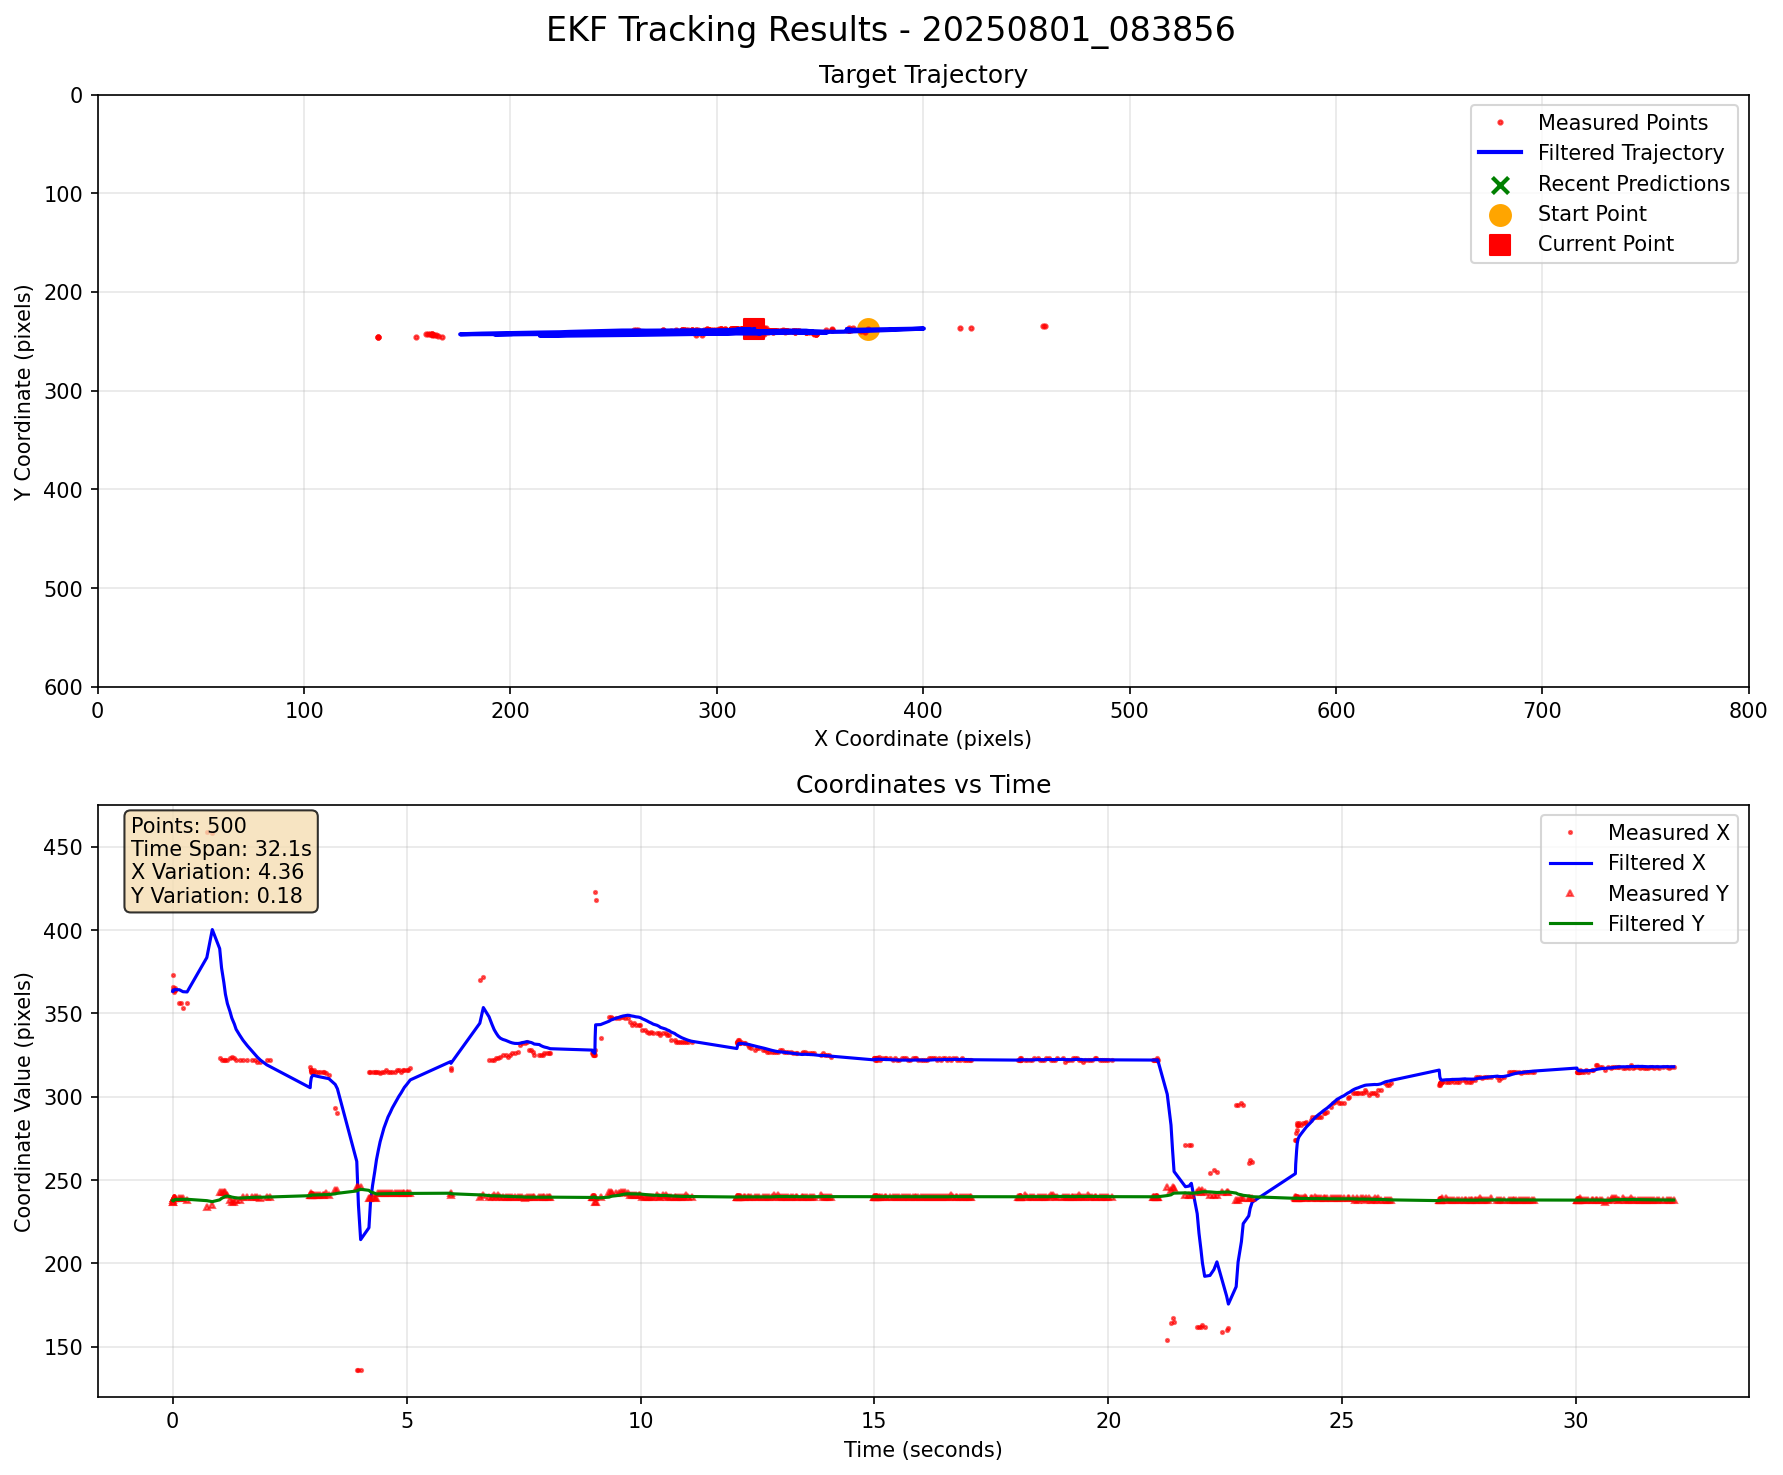 EKF Tracking Results - 20250801_083856
Target Trajectory
0
100
200
300
400
500
600
Y Coordinate (pixels)
Measured Points
Filtered Trajectory
Recent Predictions
Start Point
Current Point
0 100 200 300 400 500 600 700 800
X Coordinate (pixels)
Coordinates vs Time
450
400
350
300
250
200
150
Coordinate Value (pixels)
Points: 500
Time Span: 32.1s
X Variation: 4.36
Y Variation: 0.18
Measured X
Filtered X
Measured Y
Filtered Y
0 5 10 15 20 25 30
Time (seconds)